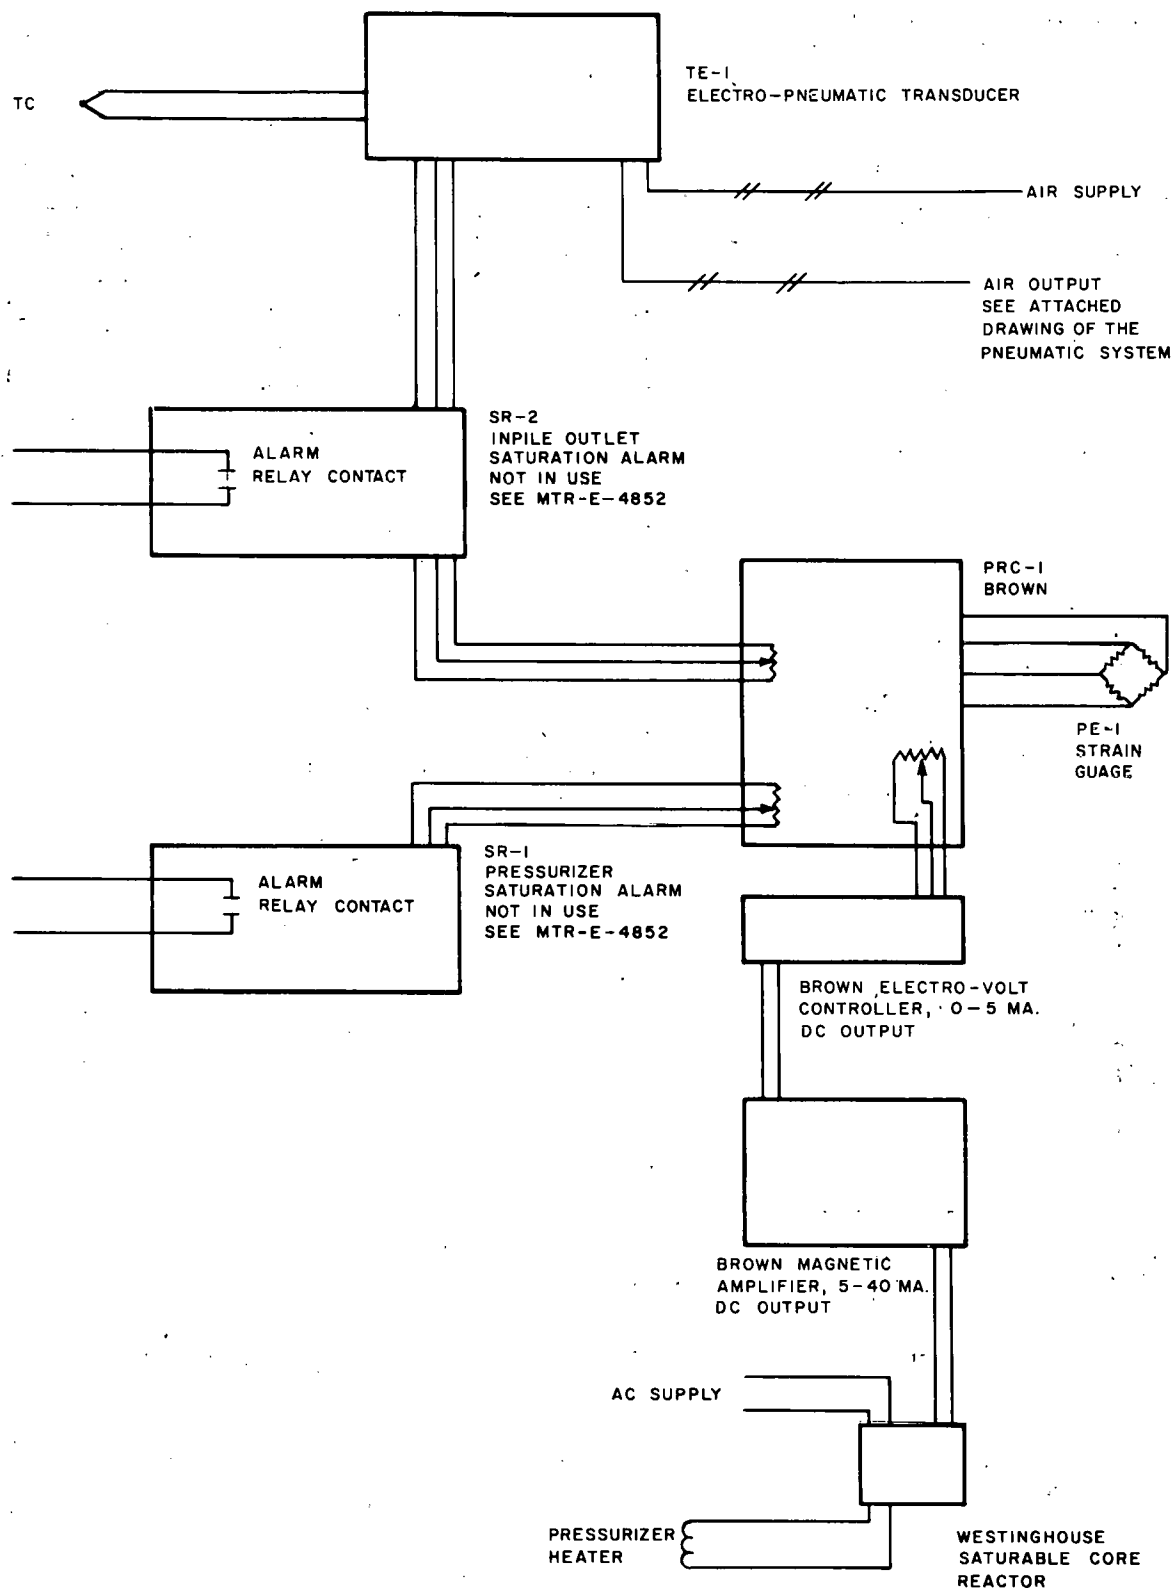 TE-1
ELECTRO-PNEUMATIC TRANSDUCER
TC
AIR SUPPLY
AIR OUTPUT
SEE ATTACHED
DRAWING OF THE
PNEUMATIC SYSTEM
SR-2
INPILE OUTLET
SATURATION ALARM
NOT IN USE
SEE MTR-E-4852
ALARM
RELAY CONTACT
PRC-1
BROWN
PE-1
STRAIN
GUAGE
SR-1
PRESSURIZER
SATURATION ALARM
NOT IN USE
SEE MTR-E-4852
ALARM
RELAY CONTACT
BROWN ELECTRO-VOLT
CONTROLLER, 0-5 MA.
DC OUTPUT
BROWN MAGNETIC
AMPLIFIER, 5-40 MA.
DC OUTPUT
AC SUPPLY
PRESSURIZER
HEATER
WESTINGHOUSE
SATURABLE CORE
REACTOR